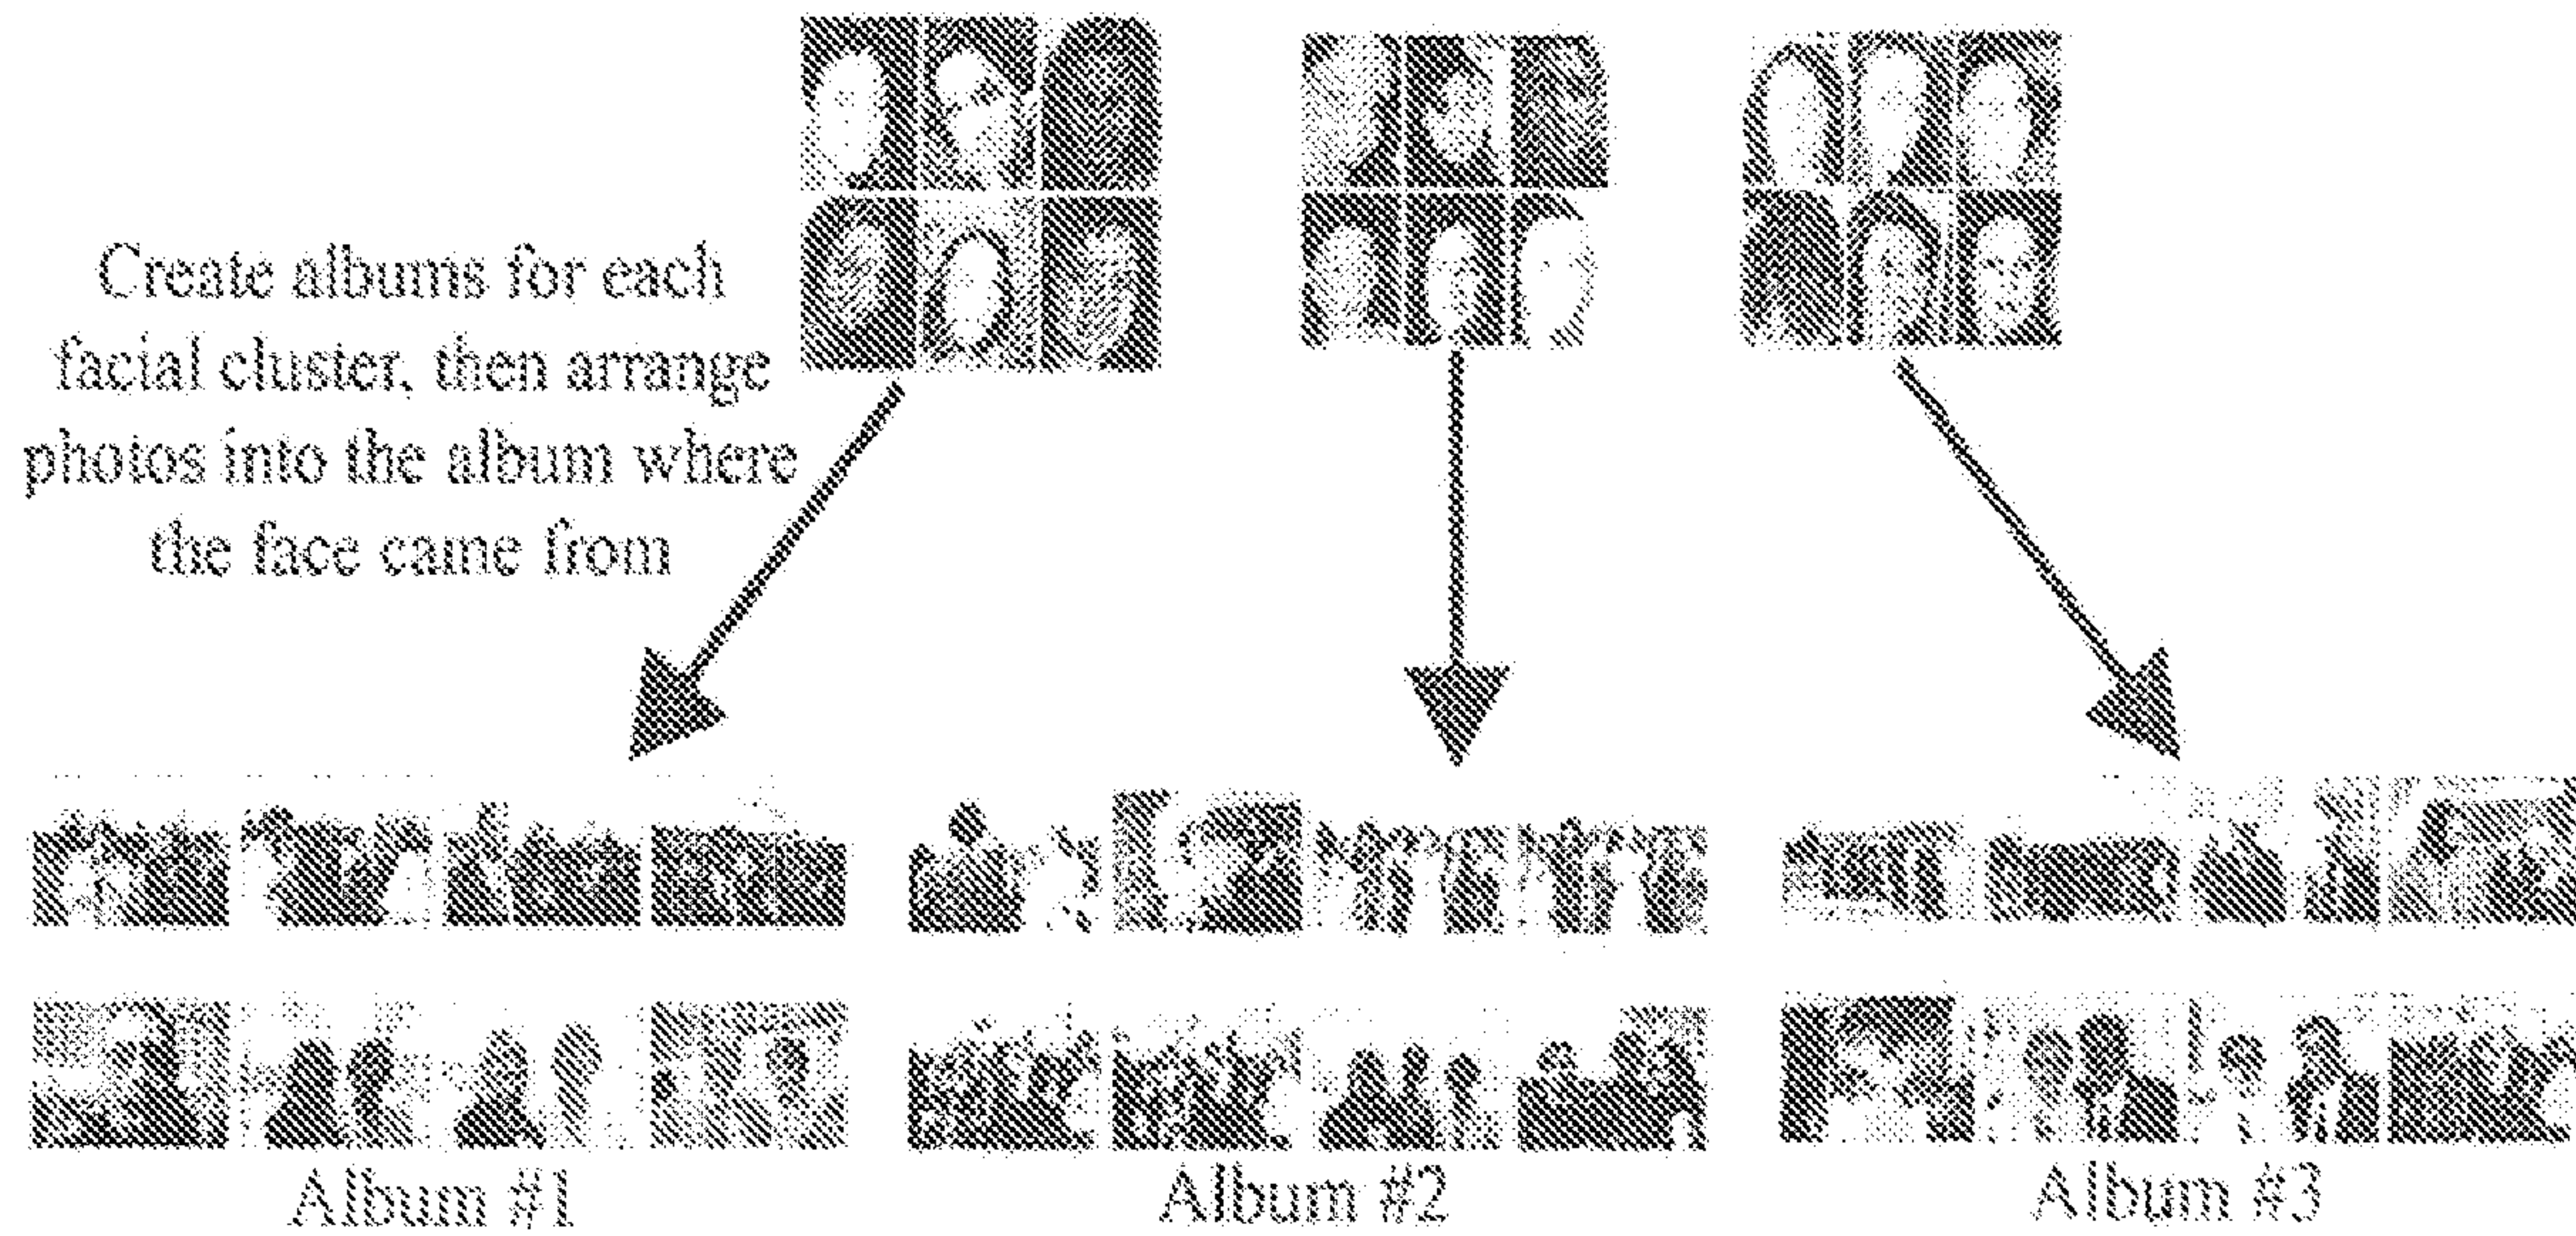 Create albums for each
facial cluster, then arrange
photos into the album where
the face came from
Album #1
Album #2
Album #3